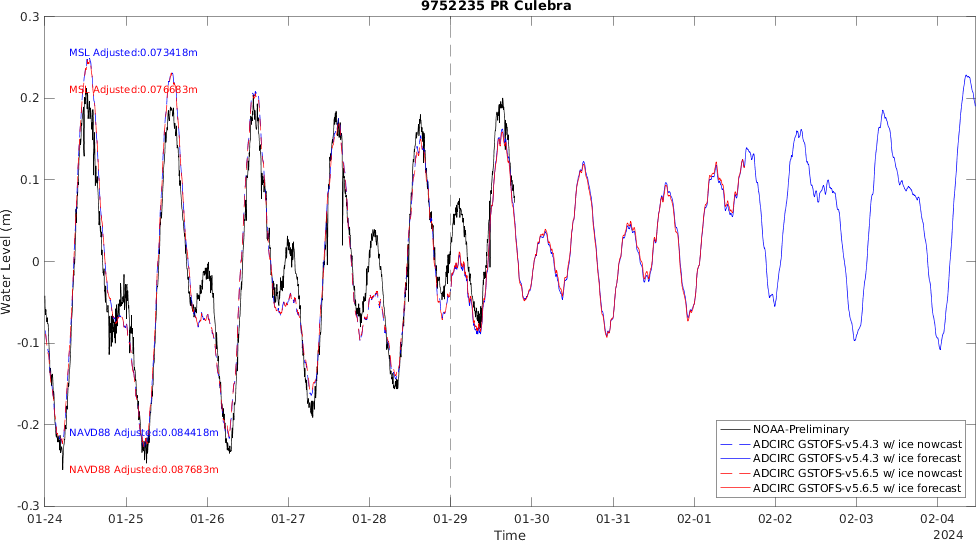 9752235 PR Culebra
0.3
0.2
0.1
0
-0.1
-0.2
-0.3
Water Level (m)
MSL Adjusted:0.073418m
MSL Adjusted:0.076683m
NAVD88 Adjusted:0.084418m
NAVD88 Adjusted:0.087683m
NOAA-Preliminary
ADCIRC GSTOFS-v5.4.3 w/ ice nowcast
ADCIRC GSTOFS-v5.4.3 w/ ice forecast
ADCIRC GSTOFS-v5.6.5 w/ ice nowcast
ADCIRC GSTOFS-v5.6.5 w/ ice forecast
01-24 01-25 01-26 01-27 01-28 01-29 01-30 01-31 02-01 02-02 02-03 02-04
Time
2024